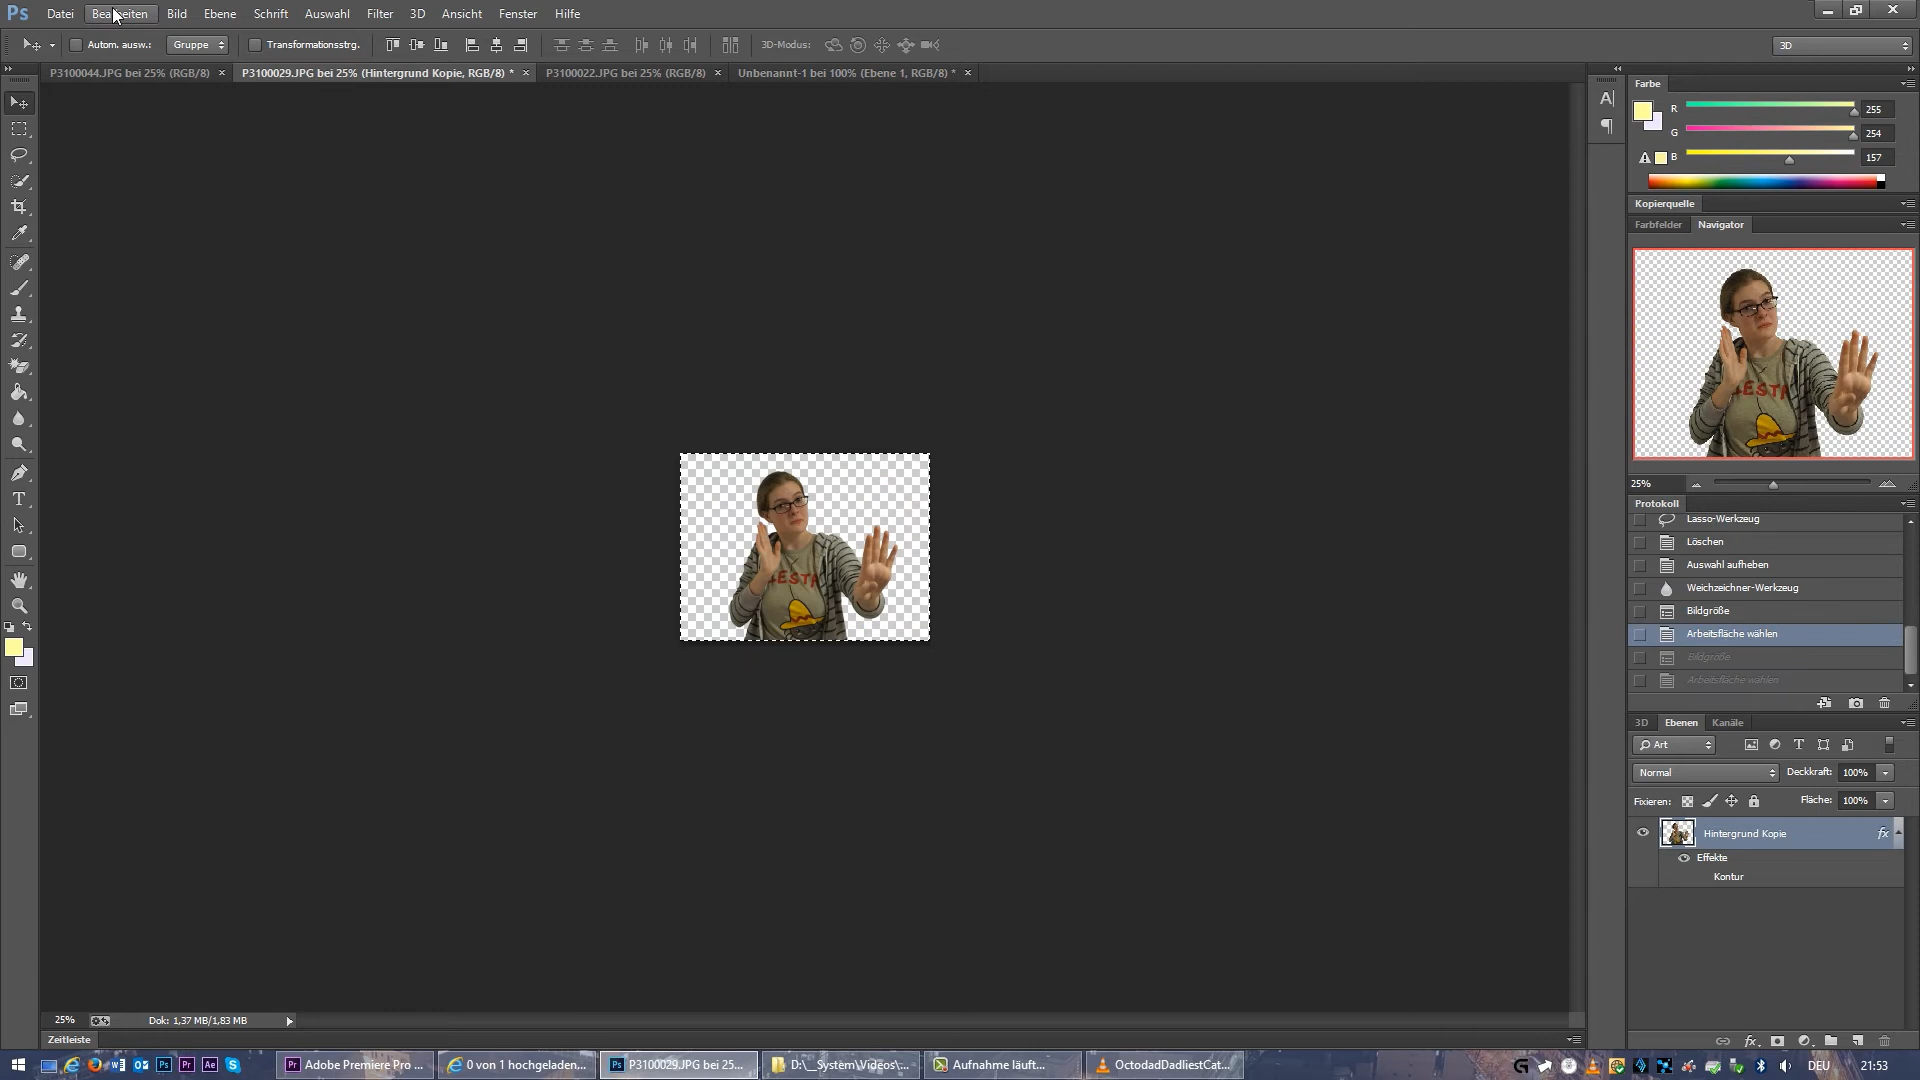 Ps Datei Bearbeiten Bild Ebene Schrift Auswahl Filter 3D Ansicht Fenster Hilfe
Autom. ausw.: Gruppe Transformationsstrg. 3D-Modus: 3D
P3100044.JPG bei 25% (RGB/8) × P3100029.JPG bei 25% (Hintergrund Kopie, RGB/8) * × P3100022.JPG bei 25% (RGB/8) × Unbenannt-1 bei 100% (Ebene 1, RGB/8) * ×
Farbe
R 255
G 254
B 157
Kopierquelle
Farbfelder Navigator
25%
Protokoll
Lasso-Werkzeug
Löschen
Auswahl aufheben
Weichzeichner-Werkzeug
Bildgröße
Arbeitsfläche wählen
Bildgröße
Arbeitsfläche wählen
3D Ebenen Kanäle
Art
Normal Deckkraft: 100%
Fixieren: Fläche: 100%
Hintergrund Kopie fx
Effekte
Kontur
25% Dok: 1,37 MB/1,83 MB
Zeitleiste
Adobe Premiere Pro ... 0 von 1 hochgeladen... P3100029.JPG bei 25... D:\__System\Videos\... Aufnahme läuft... OctodadDadliestCat... DEU 21:53